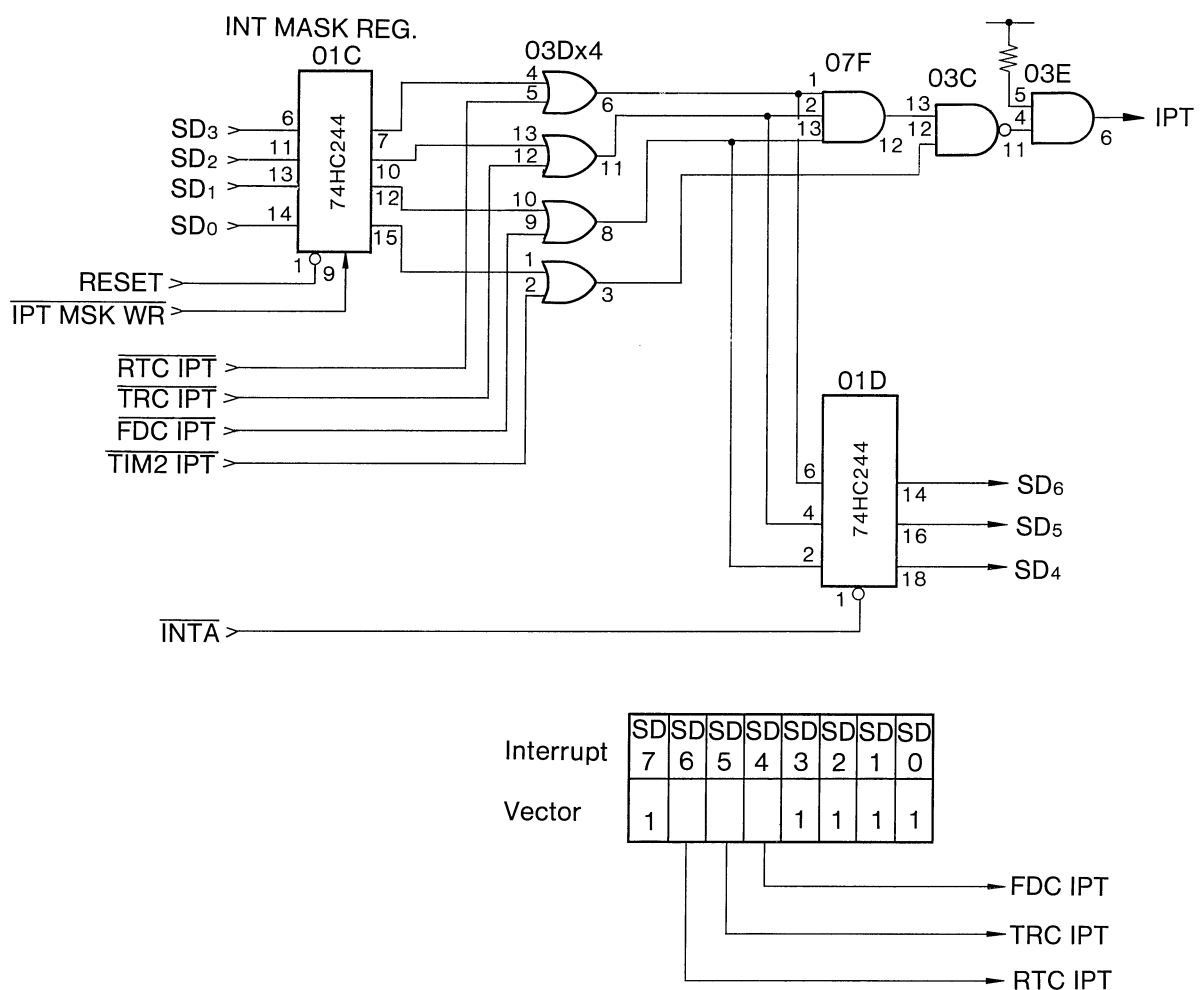 INT MASK REG.
01C
03Dx4
07F
03C
03E
74HC244
SD3
6
7
SD2
11
10
SD1
13
12
SD0
14
15
1
9
RESET
IPT MSK WR
4
5
6
13
12
11
10
9
8
1
2
3
1
2
13
12
13
12
11
5
4
6
IPT
RTC IPT
TRC IPT
FDC IPT
TIM2 IPT
01D
74HC244
6
14
SD6
4
16
SD5
2
18
SD4
1
INTA
Interrupt
SD 7 SD 6 SD 5 SD 4 SD 3 SD 2 SD 1 SD 0
Vector
1 1 1 1 1
FDC IPT
TRC IPT
RTC IPT